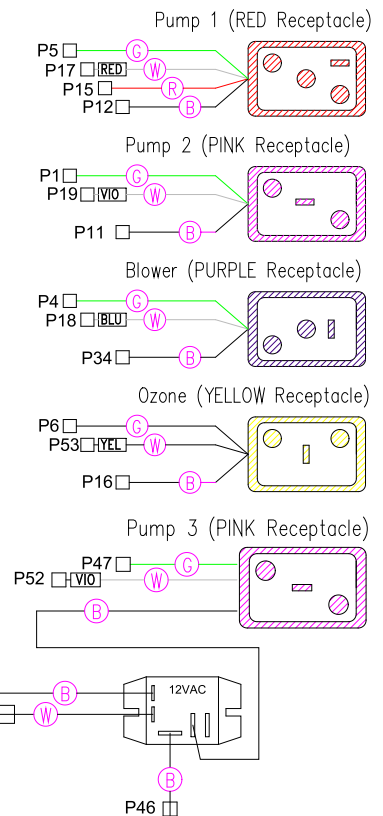 Pump 1 (RED Receptacle)
P5 G
P17 RED W
P15 R
P12 B
Pump 2 (PINK Receptacle)
P1 G
P19 VIO W
P11 B
Blower (PURPLE Receptacle)
P4 G
P18 BLU W
P34 B
Ozone (YELLOW Receptacle)
P6 G
P53 YEL W
P16 B
Pump 3 (PINK Receptacle)
P47 G
P52 VIO W
B
12VAC
B
W
B
P46